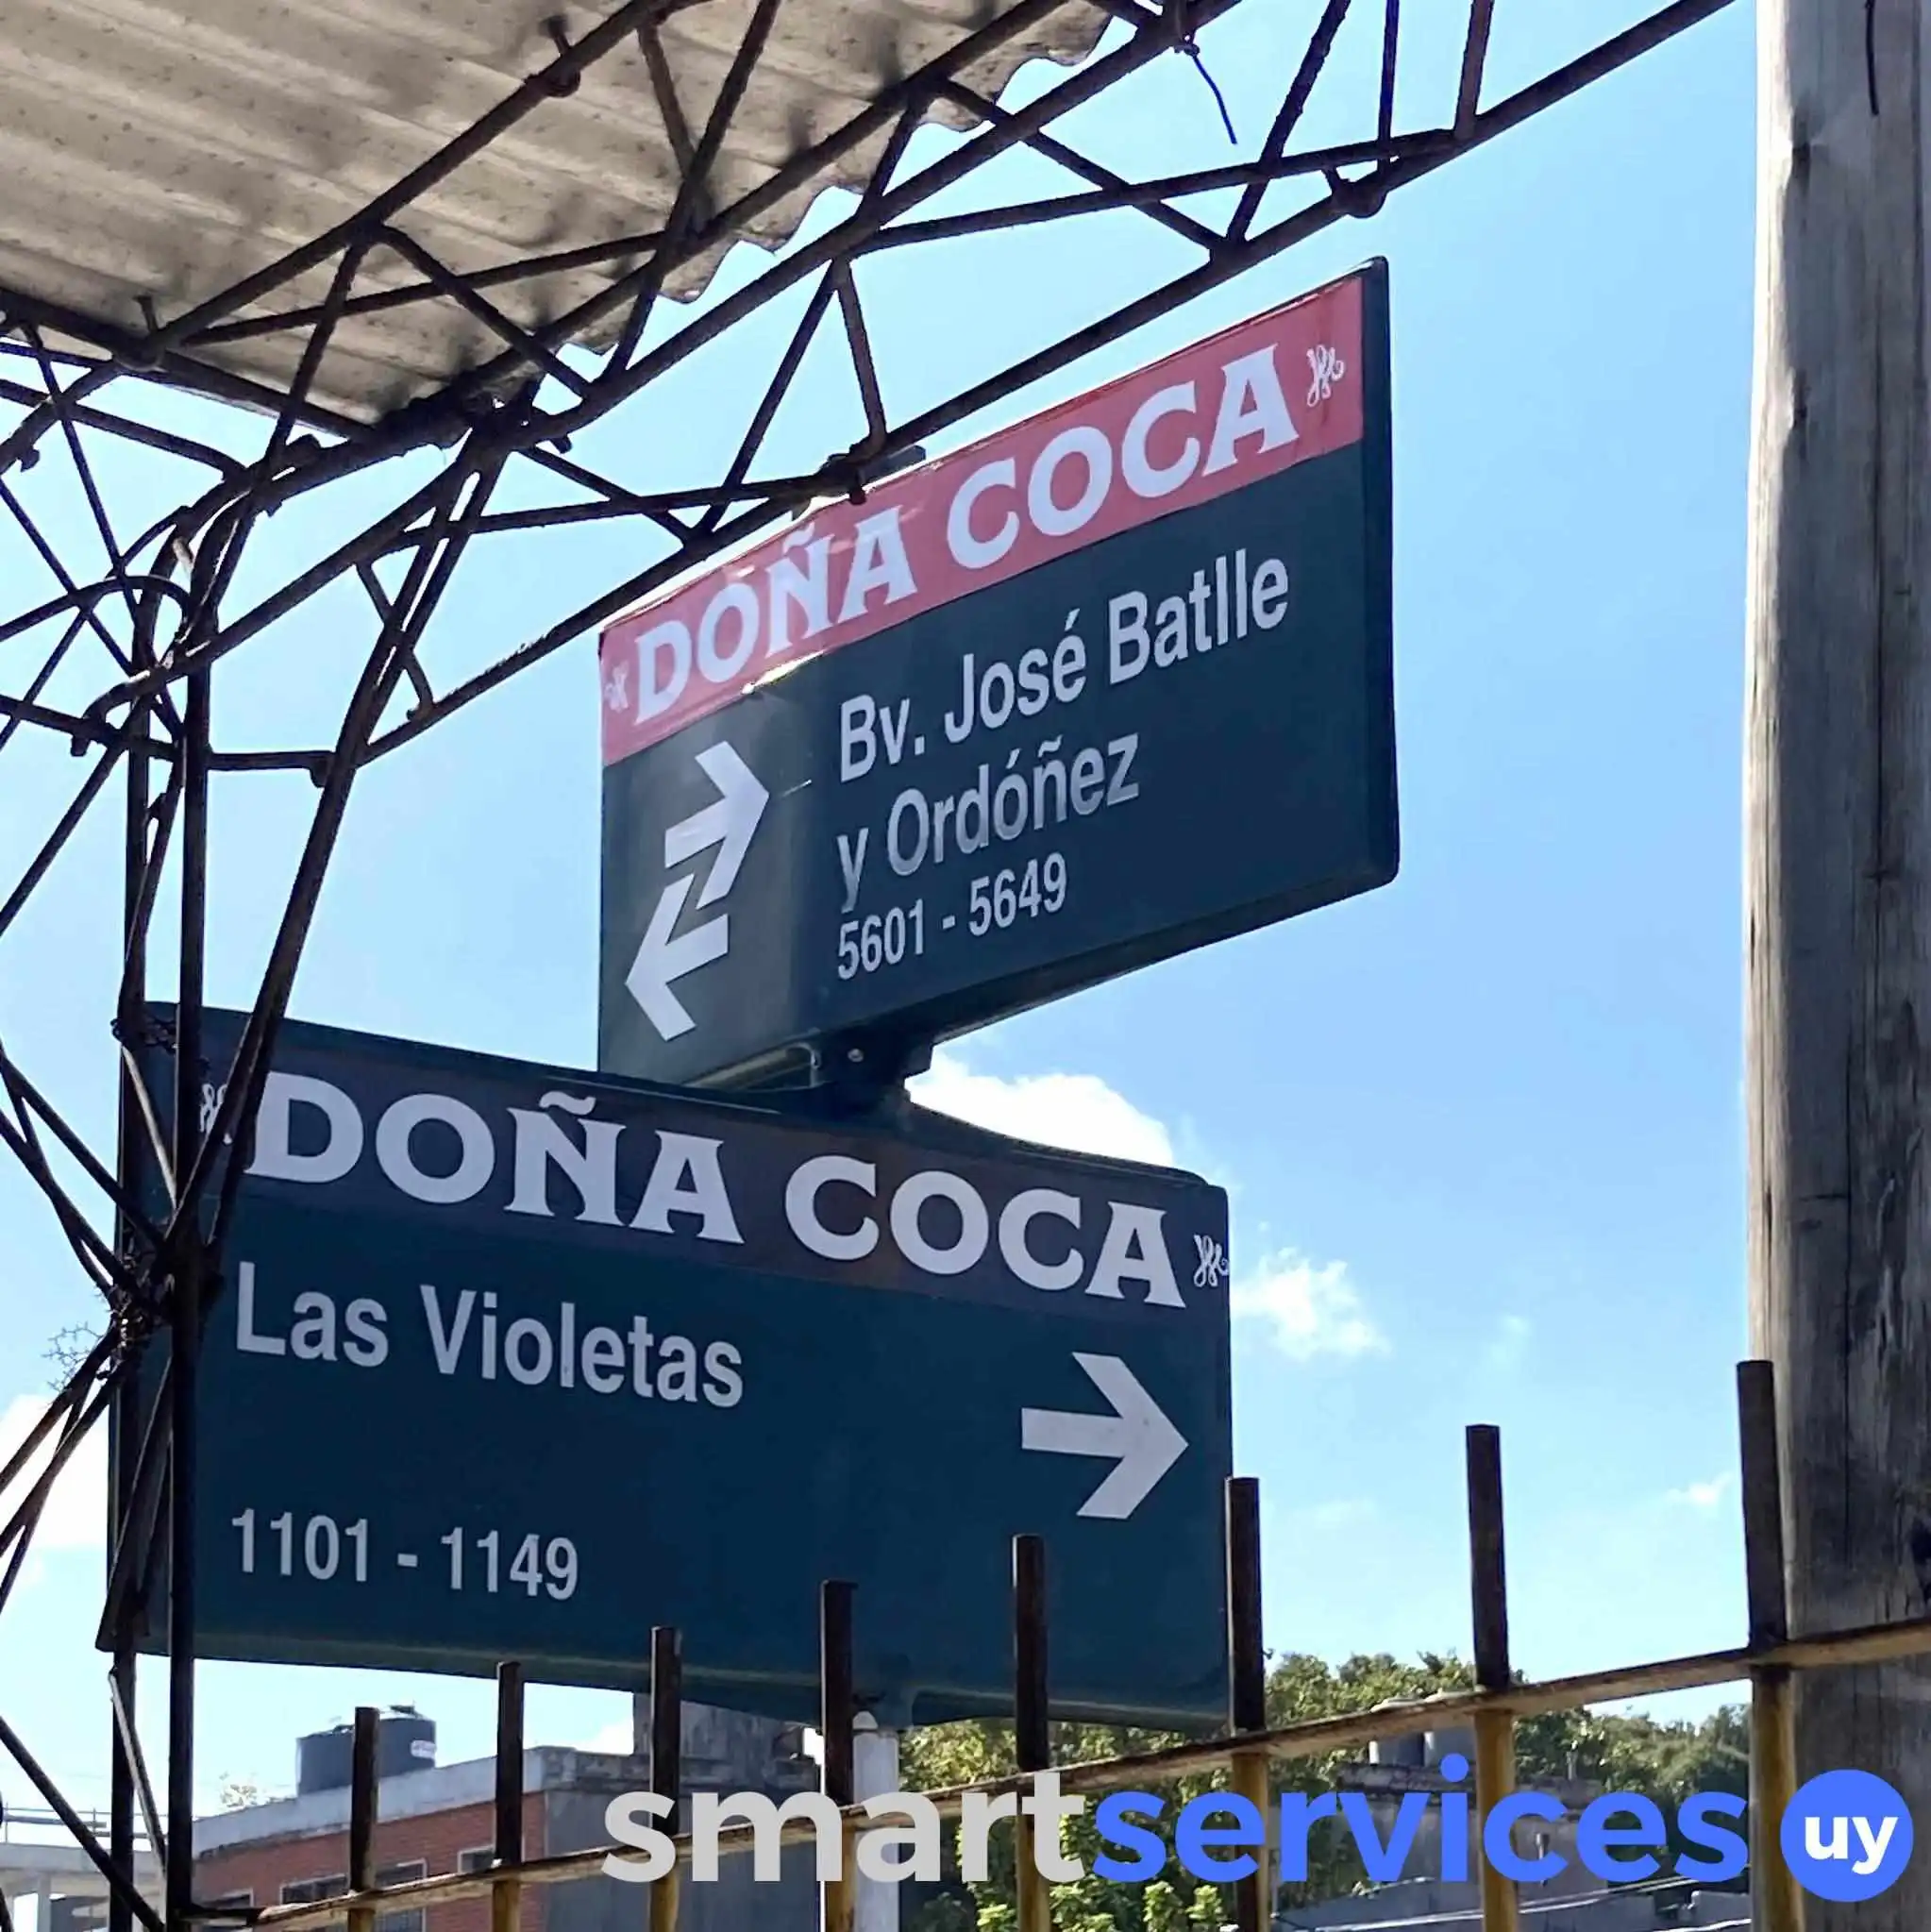 DOÑA COCA
Bv. José Batlle
y Ordóñez
5601 - 5649
DOÑA COCA
Las Violetas
1101 - 1149
smartservices uy